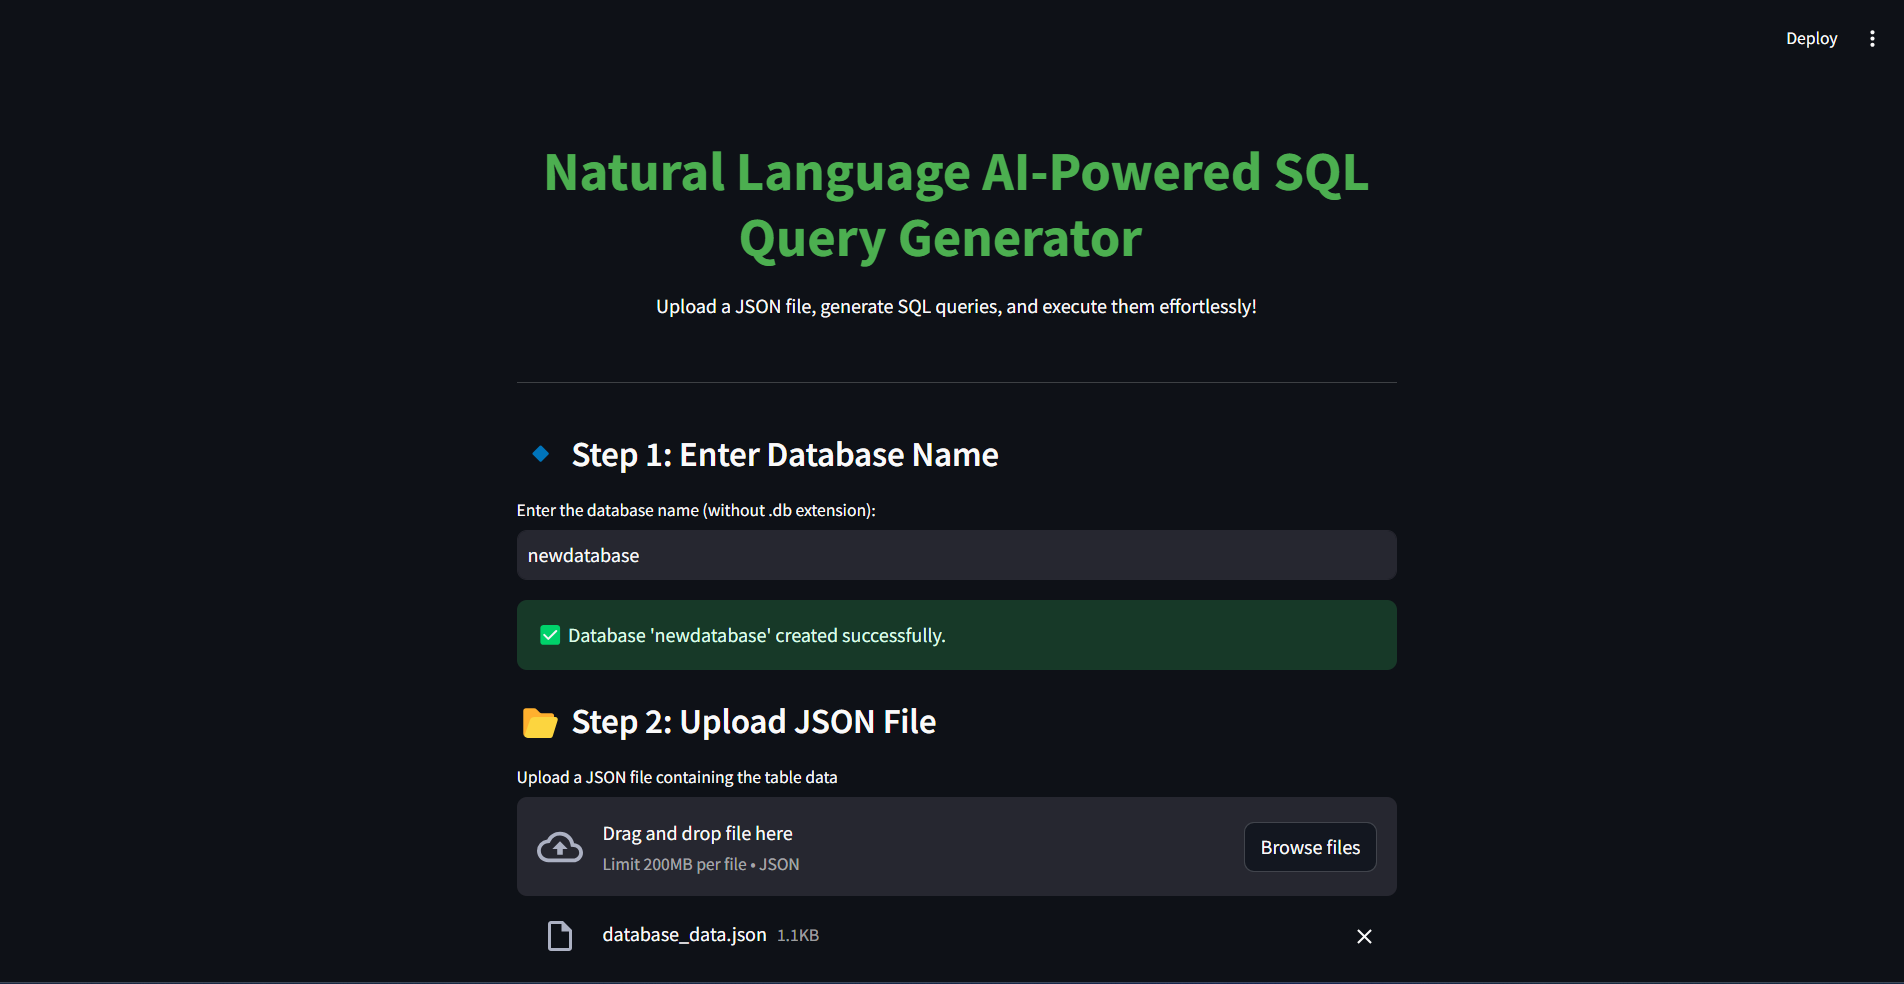 Deploy
Natural Language AI-Powered SQL
Query Generator
Upload a JSON file, generate SQL queries, and execute them effortlessly!
Step 1: Enter Database Name
Enter the database name (without .db extension):
newdatabase
Database 'newdatabase' created successfully.
Step 2: Upload JSON File
Upload a JSON file containing the table data
Drag and drop file here
Limit 200MB per file • JSON
Browse files
database_data.json 1.1KB